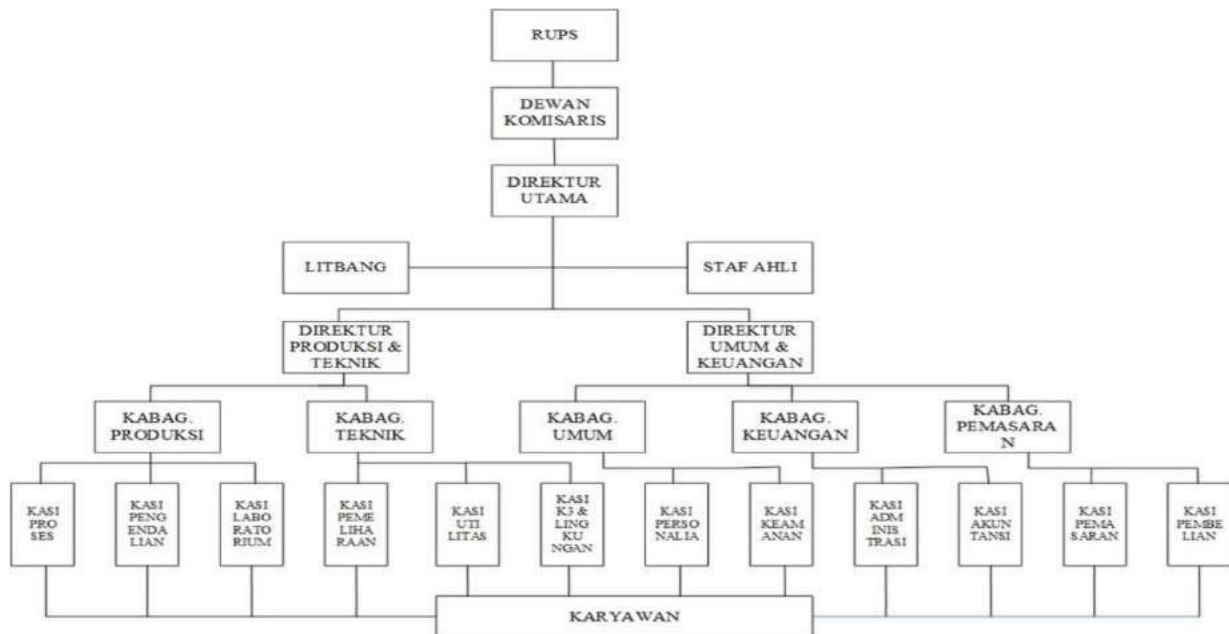 RUPS
DEWAN
KOMISARIS
DIREKTUR
UTAMA
LITBANG
STAF AHLI
DIREKTUR
PRODUKSI &
TEKNIK
DIREKTUR
UMUM &
KEUANGAN
KABAG.
PRODUKSI
KABAG.
TEKNIK
KABAG.
UMUM
KABAG.
KEUANGAN
KABAG.
PEMASARA
N
KASI
PRO
SES
KASI
PENG
ENDA
LIAN
KASI
LABO
RATO
RIUM
KASI
PEME
LIHA
RAAN
KASI
UTI
LITAS
KASI
K3 &
LING
KU
NGAN
KASI
PERSO
NALIA
KASI
KEAM
ANAN
KASI
ADM
INIS
TRASI
KASI
AKUN
TANSI
KASI
PEMA
SARAN
KASI
PEMBE
LIAN
KARYAWAN